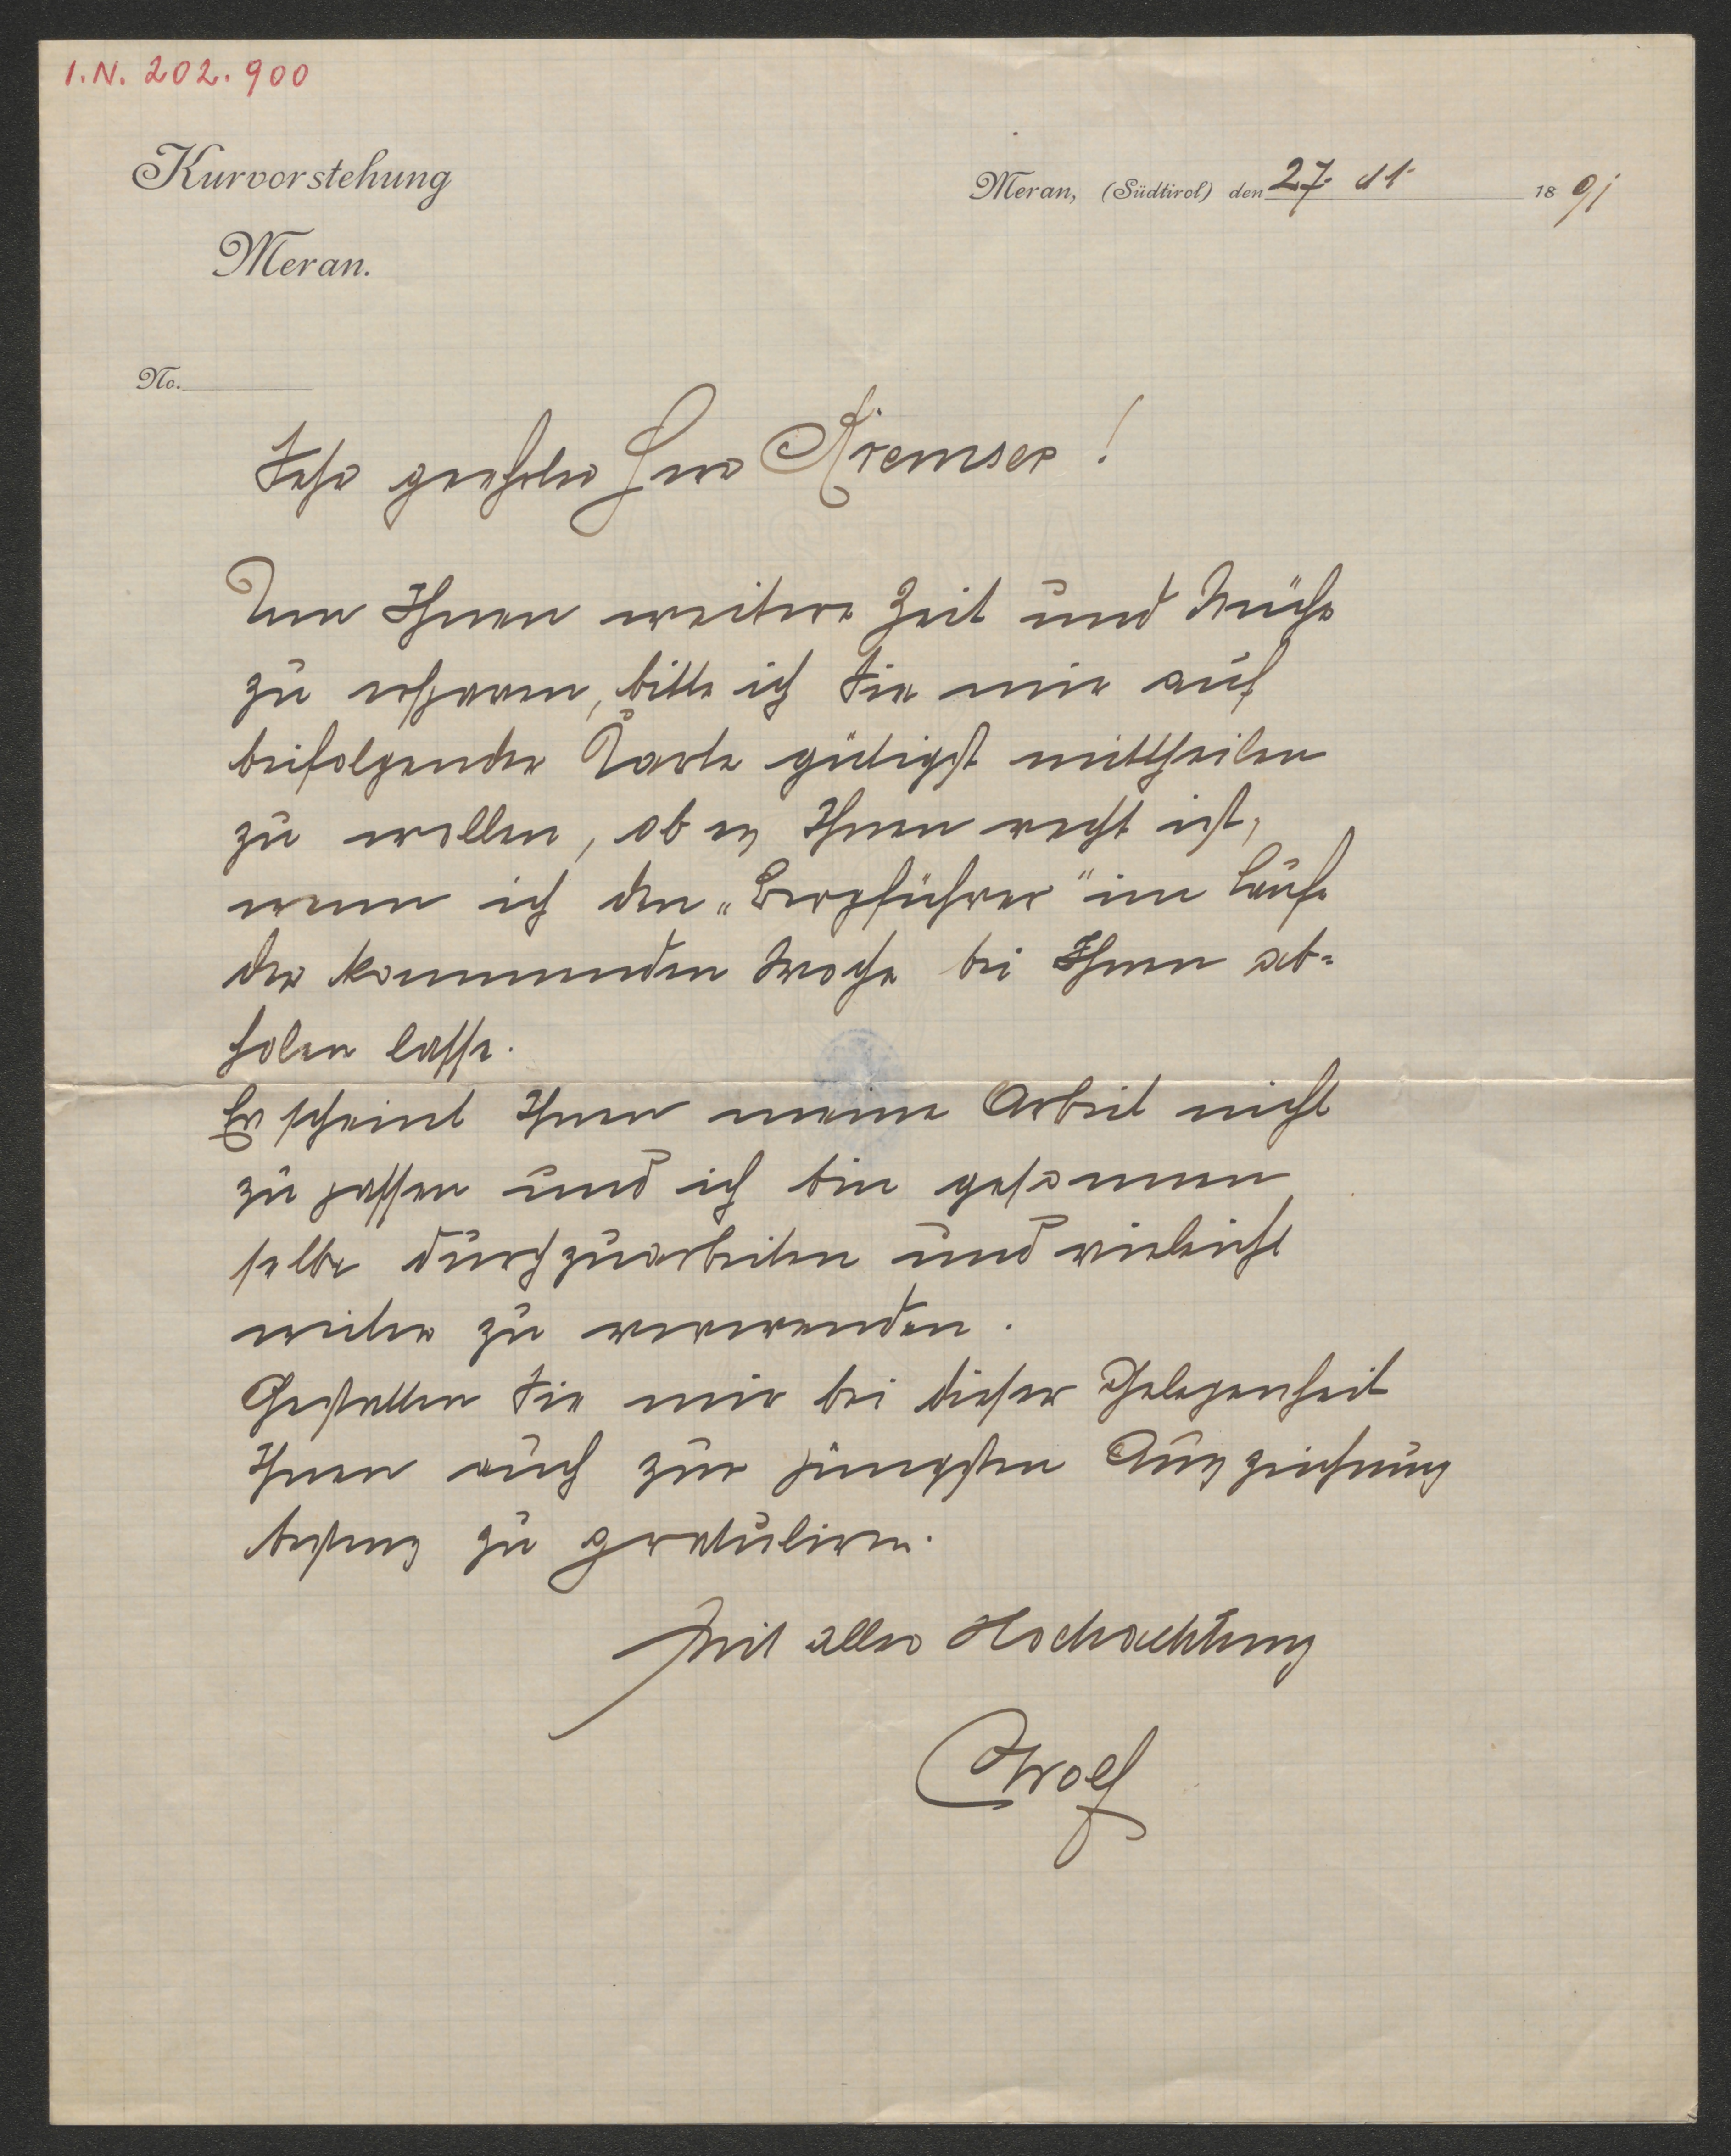 I.N. 202.900
Kurvorstehung
Meran.
Meran, (Südtirol) den 27. 11. 1891
No.
Sehr geehrter Herr Kremser!
Um Ihnen weitere Zeit und Mühe
zu ersparen, bitte ich Sie mir auf
beifolgender Karte gütigst mittheilen
zu wollen, ob es Ihnen recht ist,
wenn ich den „Bergführer" im Laufe
der kommenden Woche bei Ihnen ab-
holen lasse.
Es scheint Ihnen meine Arbeit nicht
zu passen und ich bin gesonnen
selbe durchzuarbeiten und vieleicht
weiter zu verwenden.
Gestatten Sie mir bei dieser Gelegenheit
Ihnen auch zur jüngsten Auszeichnung
bestens zu gratuliren.
Mit aller Hochachtung
Wolf